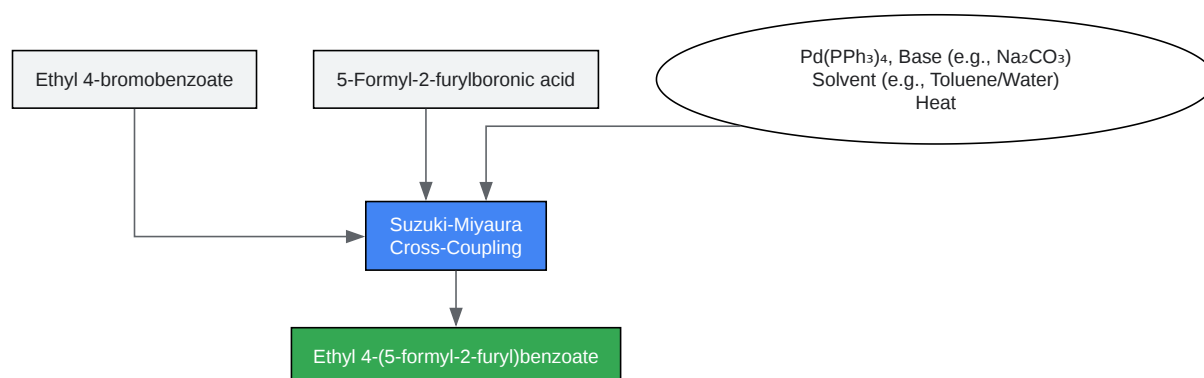 Ethyl 4-bromobenzoate
5-Formyl-2-furylboronic acid
Pd(PPh₃)₄, Base (e.g., Na₂CO₃)
Solvent (e.g., Toluene/Water)
Heat
Suzuki-Miyaura
Cross-Coupling
Ethyl 4-(5-formyl-2-furyl)benzoate